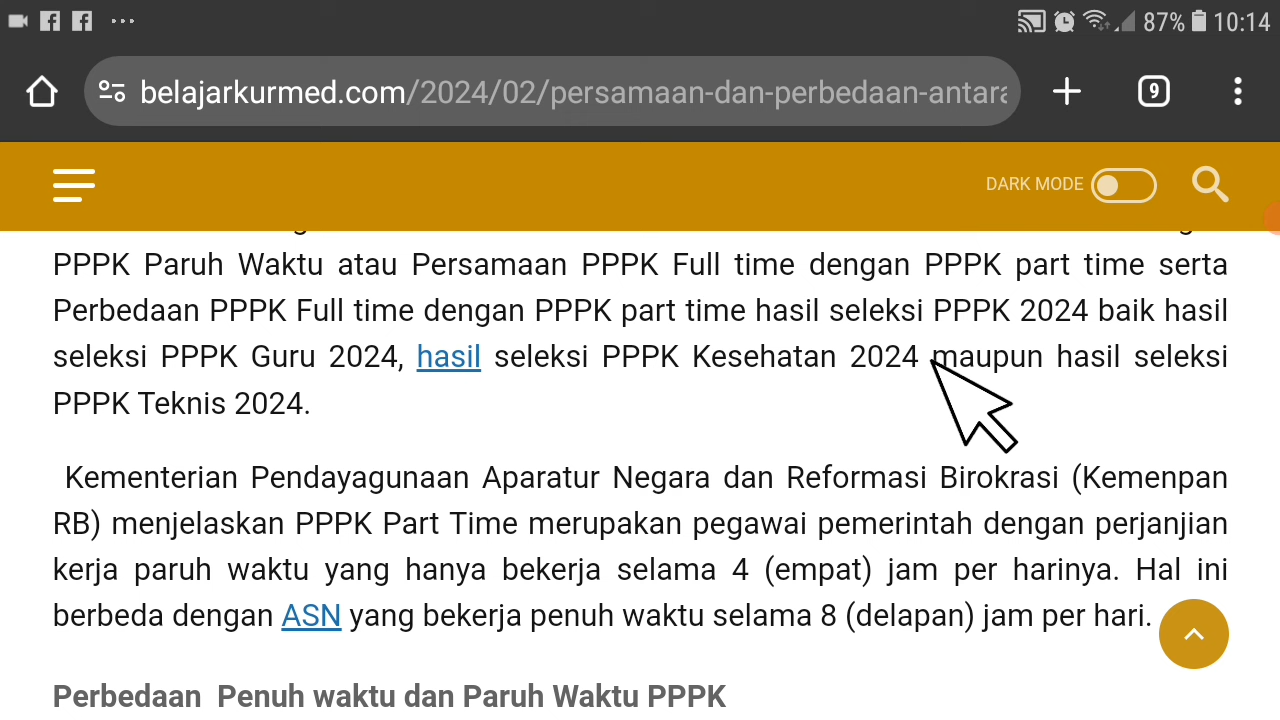 87% 10:14
belajarkurmed.com/2024/02/persamaan-dan-perbedaan-antara
9
DARK MODE
PPPK Paruh Waktu atau Persamaan PPPK Full time dengan PPPK part time serta
Perbedaan PPPK Full time dengan PPPK part time hasil seleksi PPPK 2024 baik hasil
seleksi PPPK Guru 2024, hasil seleksi PPPK Kesehatan 2024 maupun hasil seleksi
PPPK Teknis 2024.
Kementerian Pendayagunaan Aparatur Negara dan Reformasi Birokrasi (Kemenpan
RB) menjelaskan PPPK Part Time merupakan pegawai pemerintah dengan perjanjian
kerja paruh waktu yang hanya bekerja selama 4 (empat) jam per harinya. Hal ini
berbeda dengan ASN yang bekerja penuh waktu selama 8 (delapan) jam per hari.
Perbedaan Penuh waktu dan Paruh Waktu PPPK